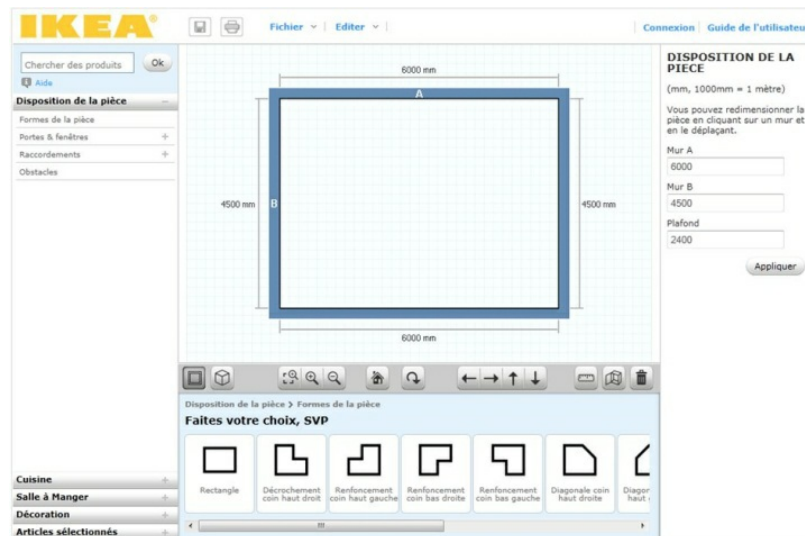 IKEA
Fichier
Editer
Connexion
Guide de l'utilisateu
Chercher des produits
Ok
Aide
Disposition de la pièce
Formes de la pièce
Portes & fenêtres
Raccordements
Obstacles
Cuisine
Salle à Manger
Décoration
Articles sélectionnés
6000 mm
A
4500 mm
B
4500 mm
6000 mm
Disposition de la pièce > Formes de la pièce
Faites votre choix, SVP
Rectangle
Décrochement
coin haut droit
Renfoncement
coin haut gauche
Renfoncement
coin bas droite
Renfoncement
coin bas gauche
Diagonale coin
haut droite
Diagor
haut
DISPOSITION DE LA
PIECE
(mm, 1000mm = 1 mètre)
Vous pouvez redimensionner la
pièce en cliquant sur un mur et
en le déplaçant.
Mur A
6000
Mur B
4500
Plafond
2400
Appliquer